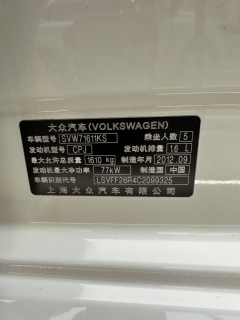 大众汽车(VOLKSWAGEN)
车辆型号 SVW71611KS 乘坐人数 5
发动机型号 CPJ 发动机排量 1.6 L
最大允许总质量 1610 kg 制造年月 2012.09
发动机额定功率 77kW 制造国 中国
车辆识别代号 LSVFF26R4C2099325
上海大众汽车有限公司